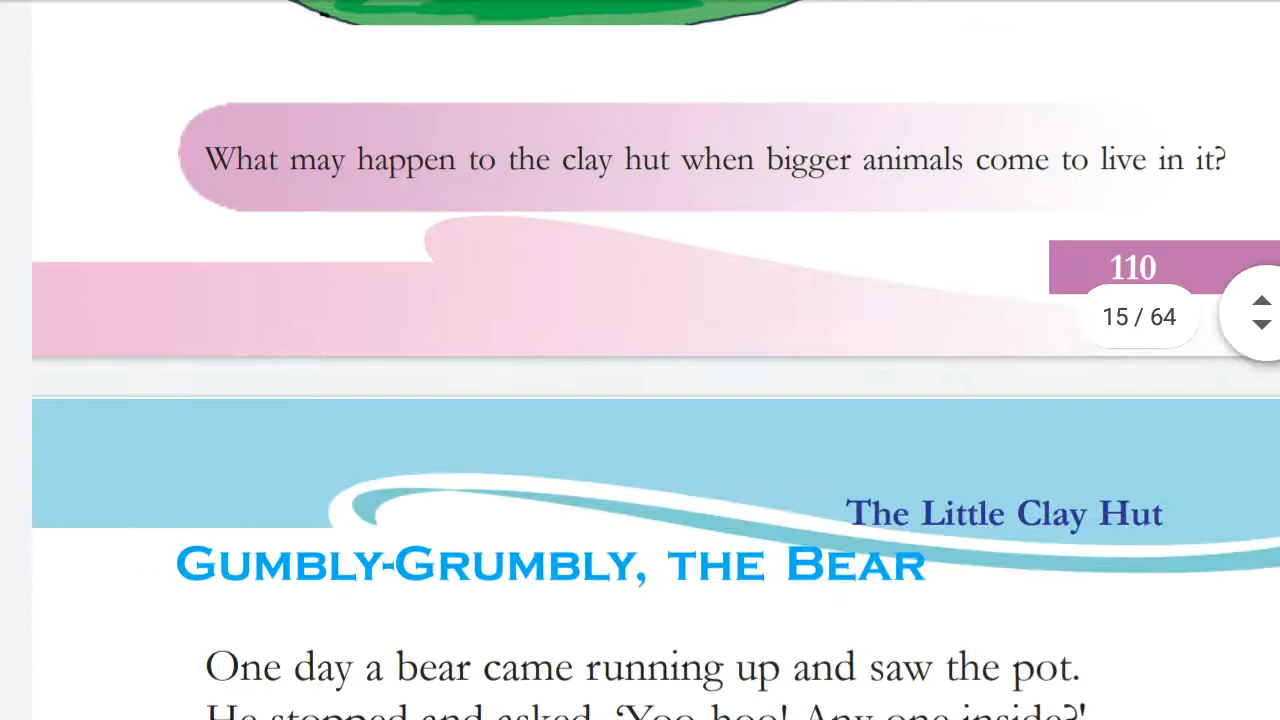 What may happen to the clay hut when bigger animals come to live in it?
110
15 / 64
The Little Clay Hut
GUMBLY-GRUMBLY, THE BEAR
One day a bear came running up and saw the pot.
He stopped and asked, ‘Yoo-hoo! Any one inside?'